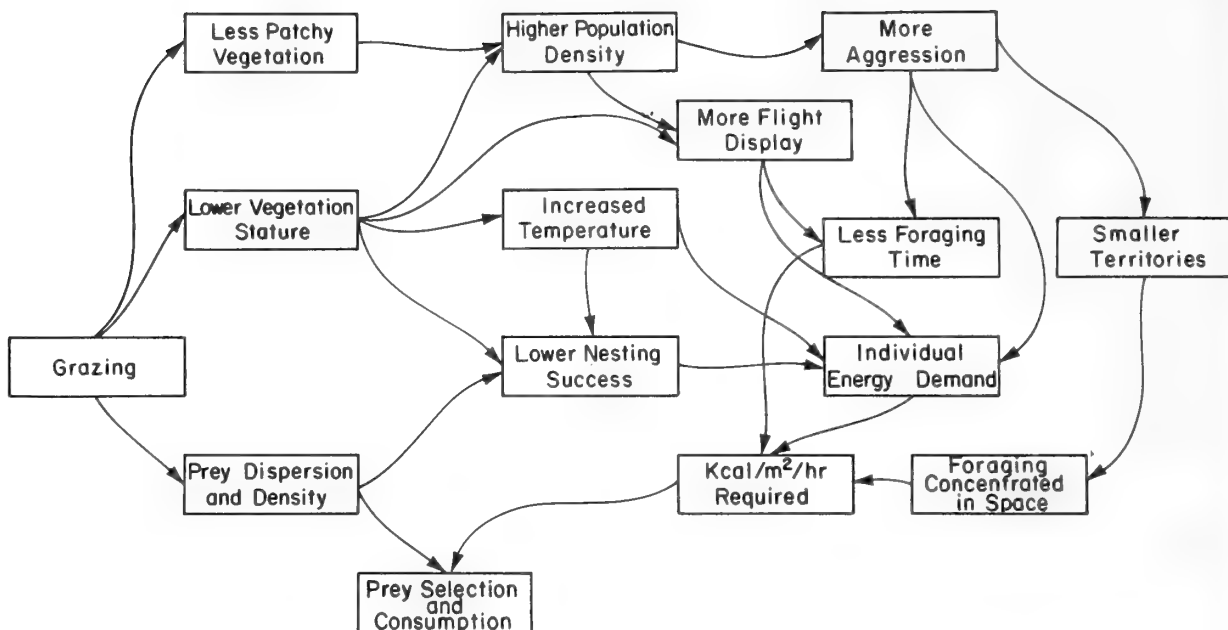 Less Patchy
Vegetation
Higher Population
Density
More
Aggression
More Flight
Display
Lower Vegetation
Stature
Increased
Temperature
Less Foraging
Time
Smaller
Territories
Grazing
Lower Nesting
Success
Individual
Energy Demand
Prey Dispersion
and Density
Kcal/m²/hr
Required
Foraging
Concenfrated
in Space
Prey Selection
and
Consumption